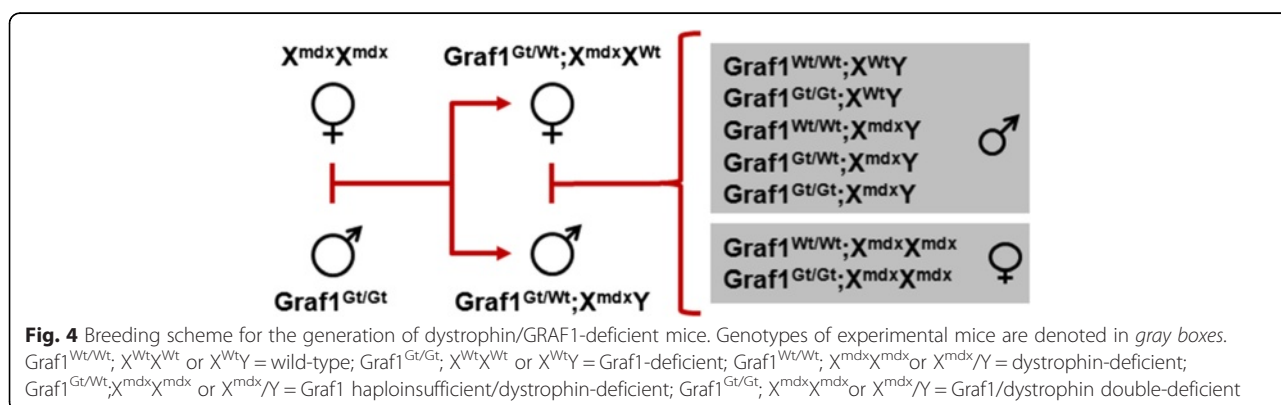 XmdxXmdx Graf1Gt/Wt;XmdxXWt
Graf1Wt/Wt;XWtY
Graf1Gt/Gt;XWtY
Graf1Wt/Wt;XmdxY
Graf1Gt/Wt;XmdxY
Graf1Gt/Gt;XmdxY
Graf1Wt/Wt;XmdxXmdx
Graf1Gt/Gt;XmdxXmdx
Graf1Gt/Gt Graf1Gt/Wt;XmdxY
Fig. 4 Breeding scheme for the generation of dystrophin/GRAF1-deficient mice. Genotypes of experimental mice are denoted in gray boxes.
Graf1Wt/Wt; XWtXWt or XWtY = wild-type; Graf1Gt/Gt; XWtXWt or XWtY = Graf1-deficient; Graf1Wt/Wt; XmdxXmdxor Xmdx/Y = dystrophin-deficient;
Graf1Gt/Wt;XmdxXmdx or Xmdx/Y = Graf1 haploinsufficient/dystrophin-deficient; Graf1Gt/Gt; XmdxXmdxor Xmdx/Y = Graf1/dystrophin double-deficient